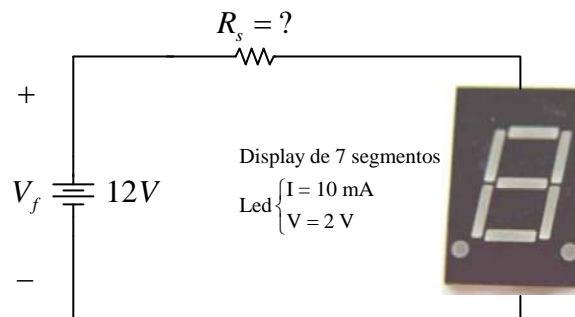 R_s = ?
+
V_f 12V
−
Display de 7 segmentos
Led { I = 10 mA
V = 2 V